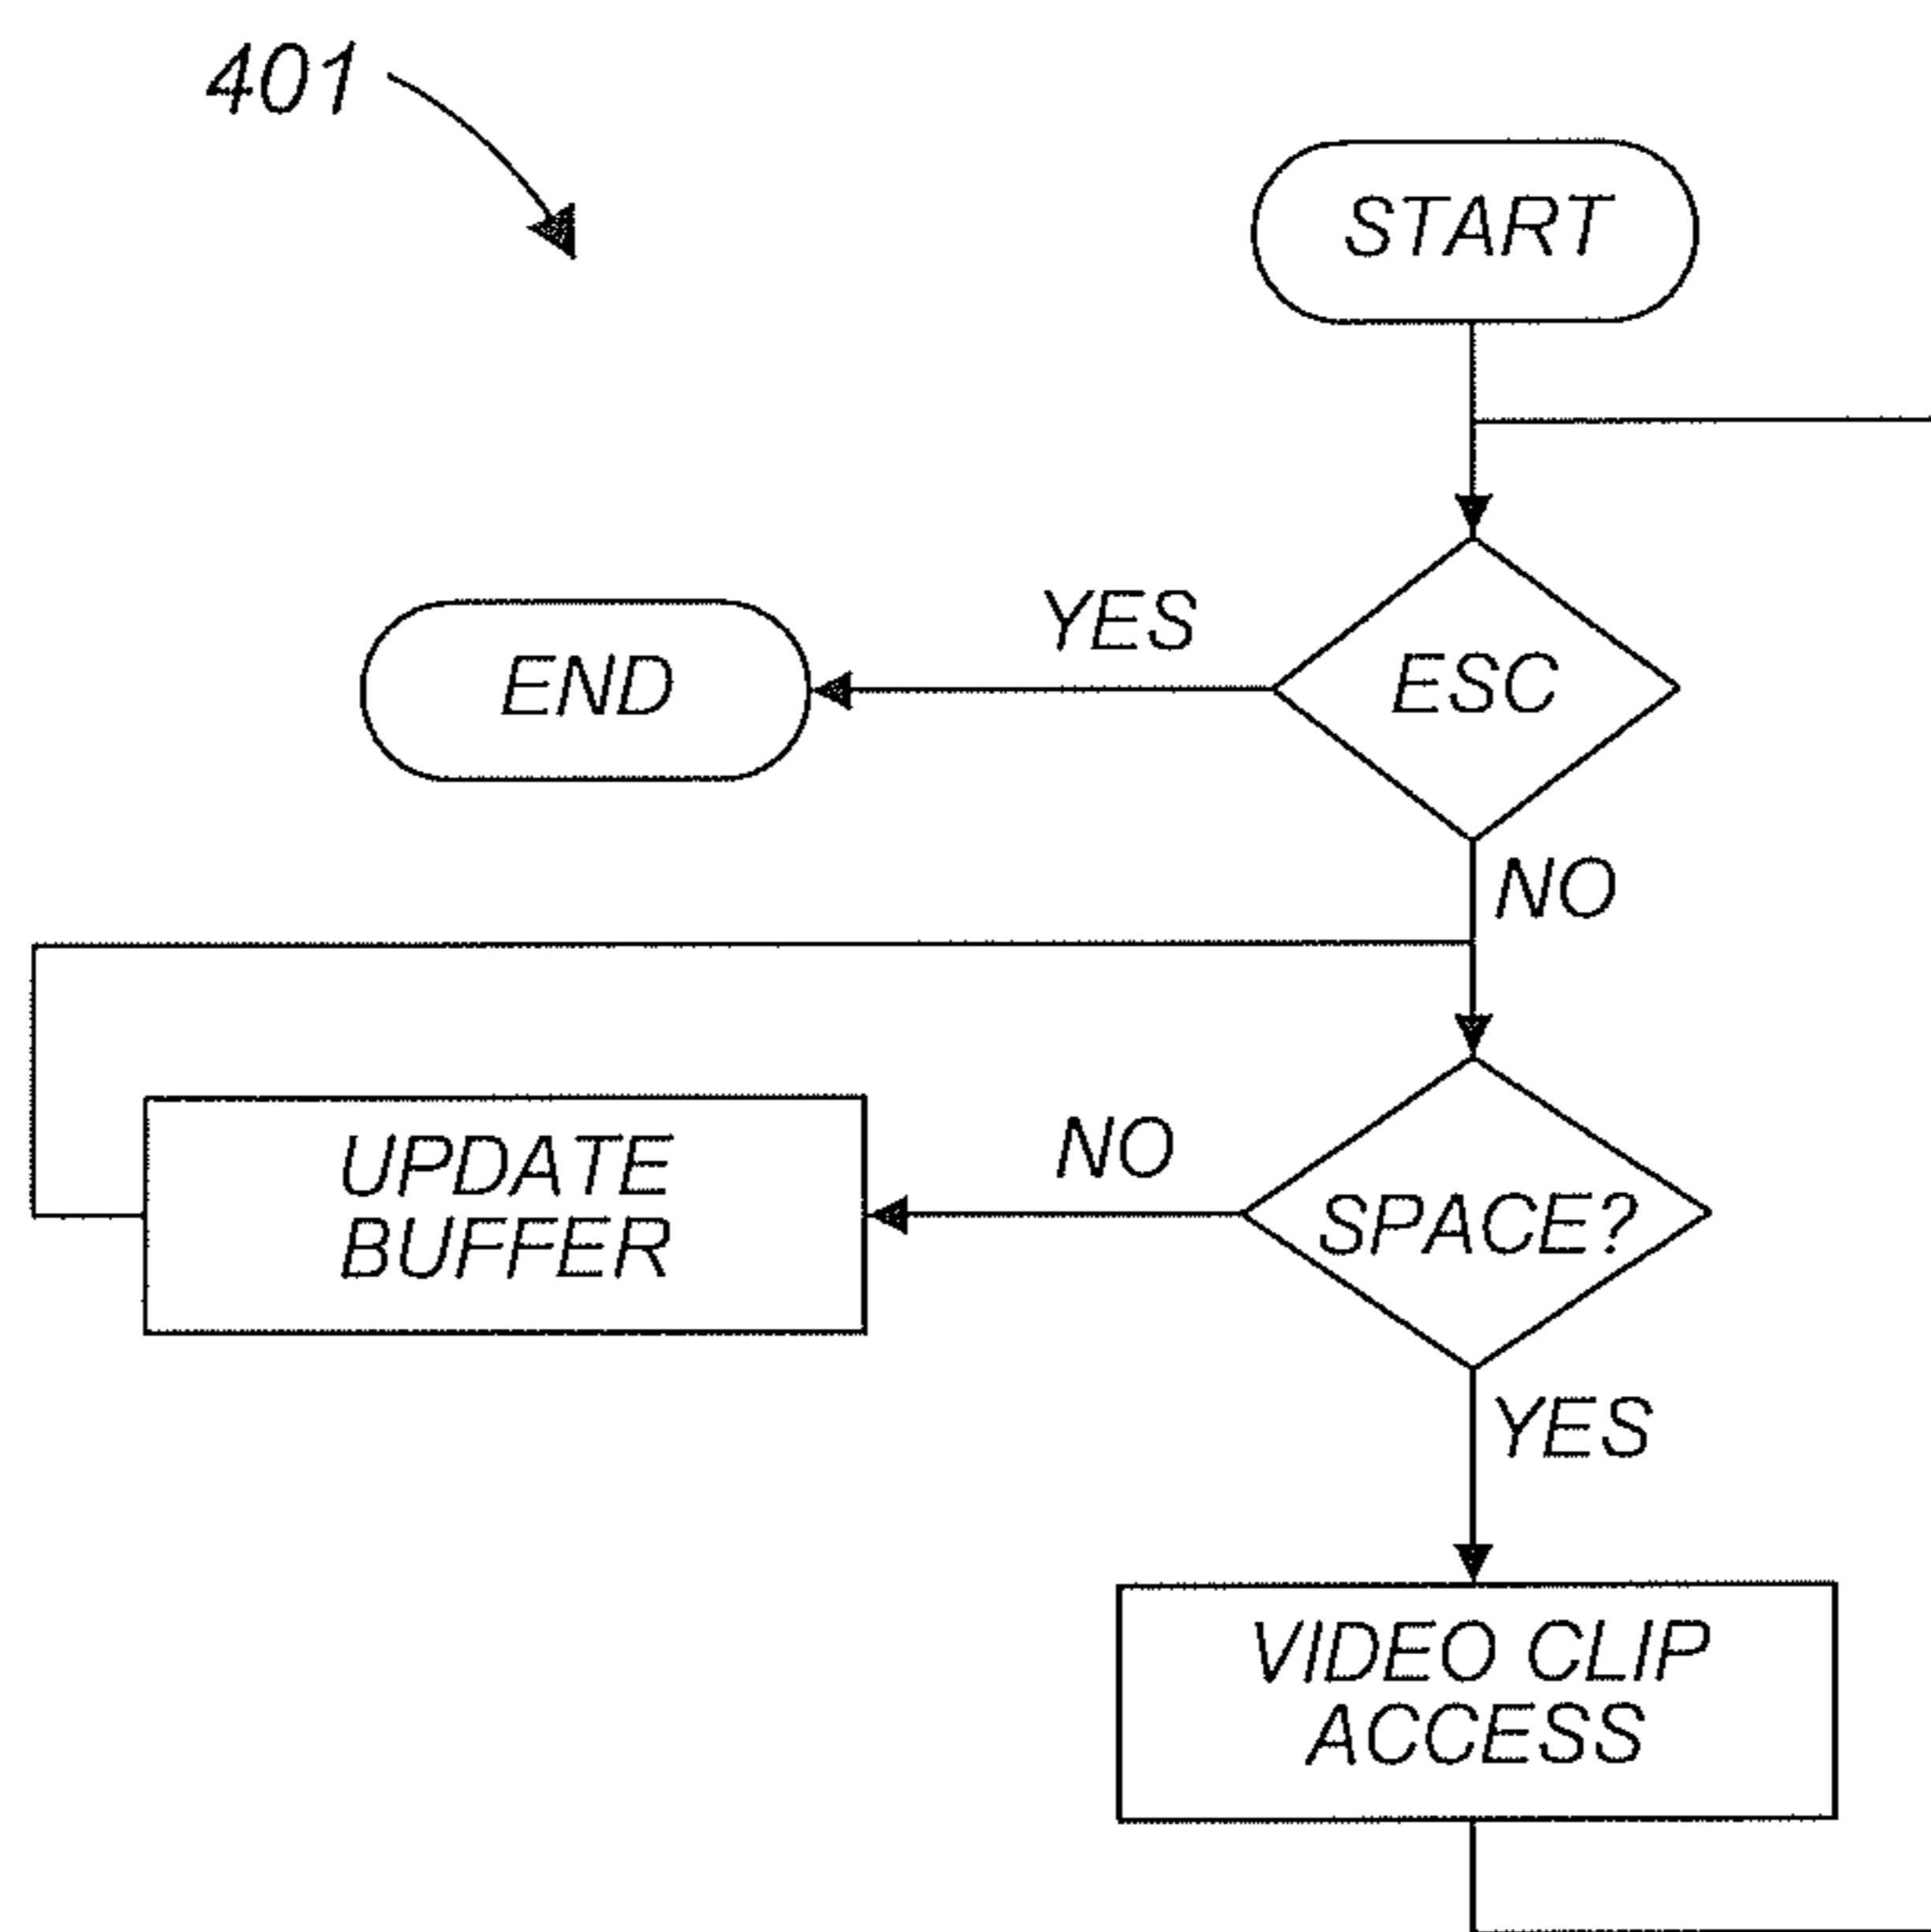 401
START
YES
END
ESC
NO
UPDATE
BUFFER
NO
SPACE?
YES
VIDEO CLIP
ACCESS